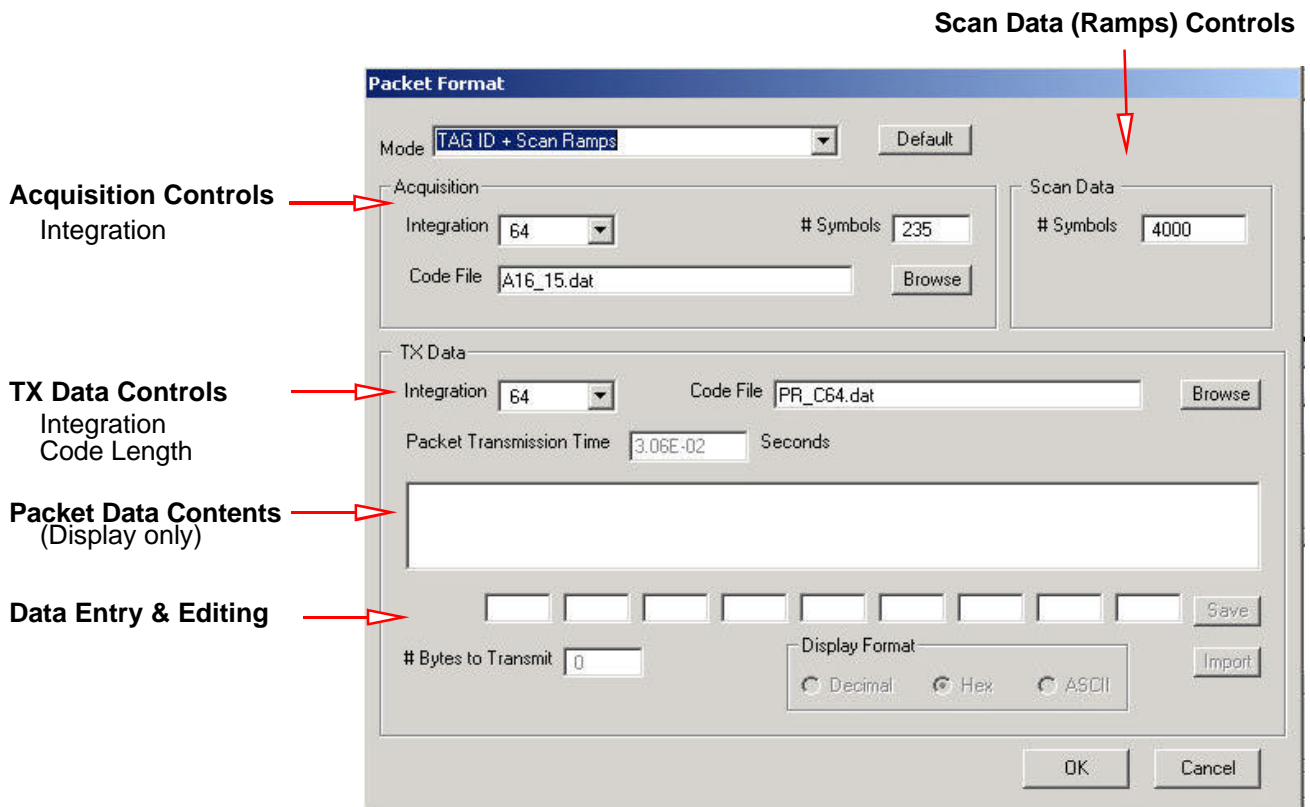 Scan Data (Ramps) Controls
Packet Format
Mode TAG ID + Scan Ramps Default
Acquisition Controls
Integration
Acquisition
Integration 64 # Symbols 235
Code File A16_15.dat Browse
Scan Data
# Symbols 4000
TX Data Controls
Integration
Code Length
TX Data
Integration 64 Code File PR_C64.dat Browse
Packet Transmission Time 3.06E-02 Seconds
Packet Data Contents
(Display only)
Data Entry & Editing
Save
# Bytes to Transmit 0
Display Format
Decimal Hex ASCII
Import
OK Cancel